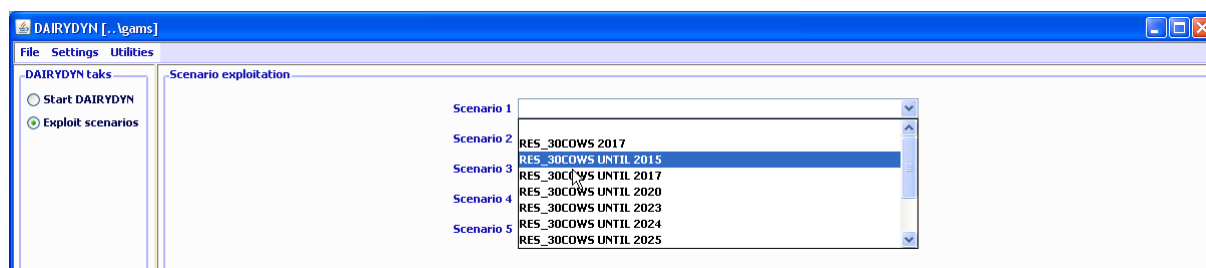 DAIRYDYN [..\gams]
File Settings Utilities
DAIRYDYN taks
Start DAIRYDYN
Exploit scenarios
Scenario exploitation
Scenario 1
Scenario 2
Scenario 3
Scenario 4
Scenario 5
RES_30COWS 2017
RES_30COWS UNTIL 2015
RES_30COWS UNTIL 2017
RES_30COWS UNTIL 2020
RES_30COWS UNTIL 2023
RES_30COWS UNTIL 2024
RES_30COWS UNTIL 2025